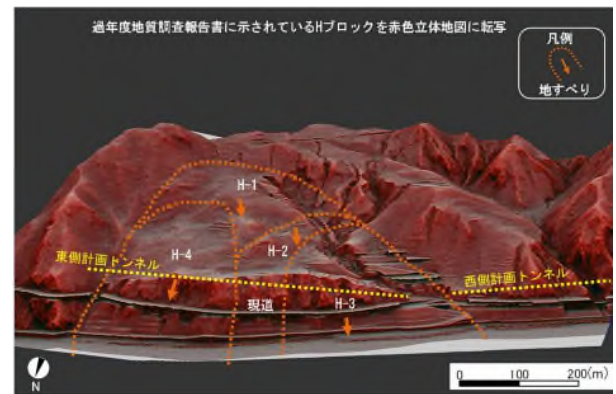 過年度地質調査報告書に示されているHブロックを赤色立体地図に転写
凡例
地すべり
H-1
H-2
H-4
東側計画トンネル
西側計画トンネル
現道
H-3
N
0 100 200(m)